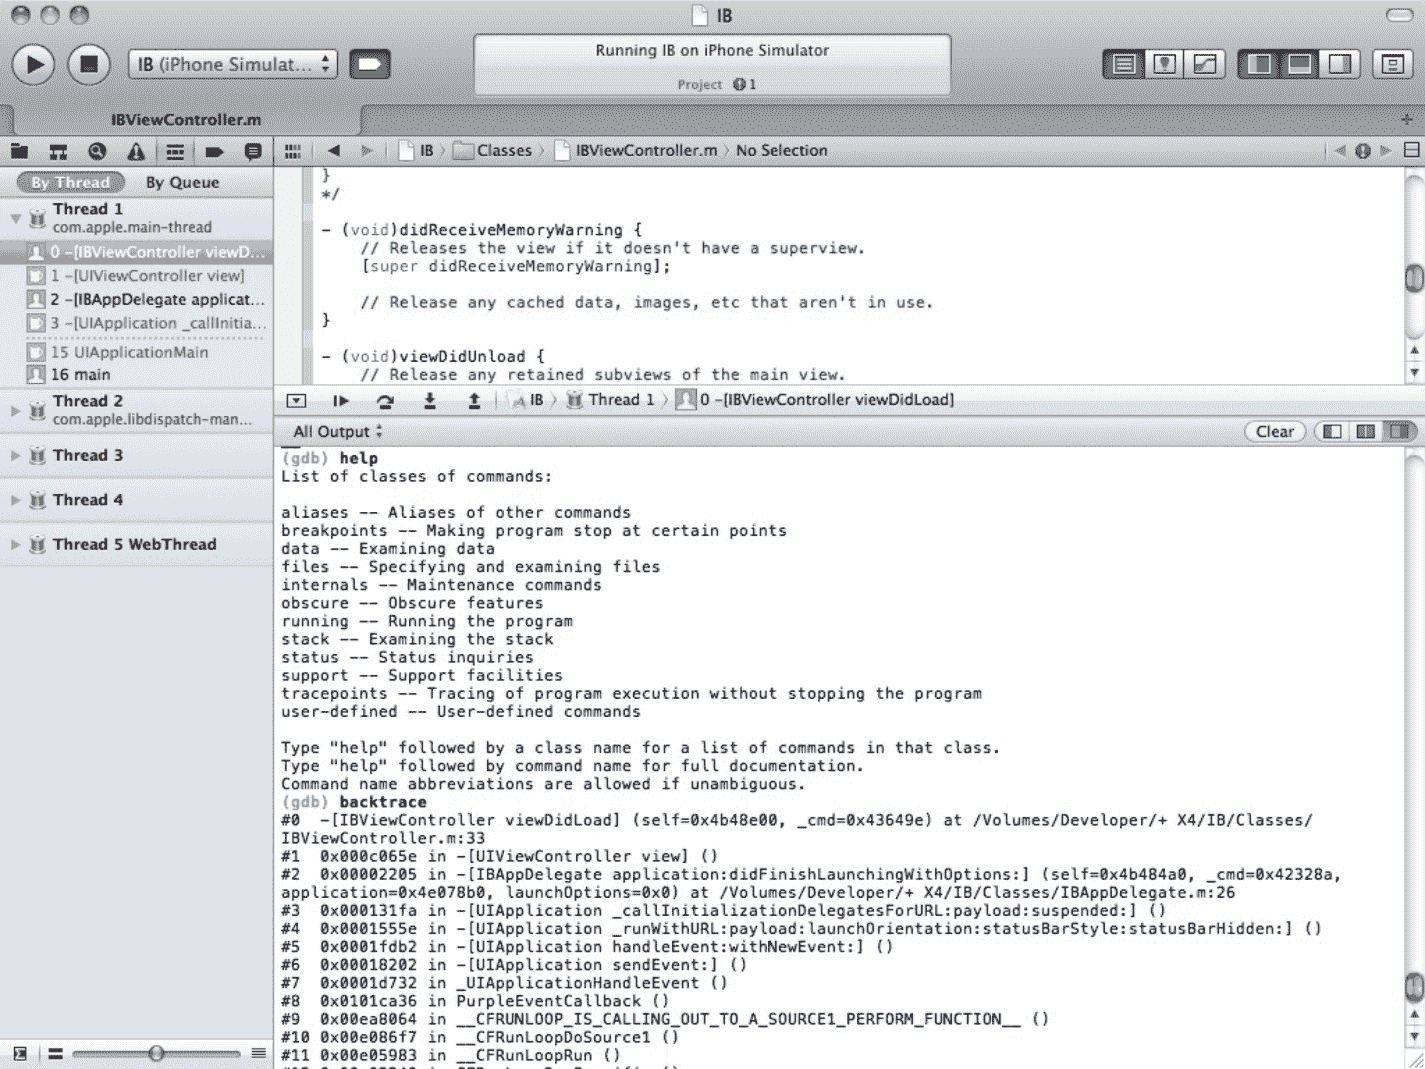 IB
IB (iPhone Simulat...
Running IB on iPhone Simulator
Project 1
IBViewController.m
IB Classes IBViewController.m No Selection
By Thread By Queue
Thread 1
com.apple.main-thread
0 -[IBViewController viewD...
1 -[UIViewController view]
2 -[IBAppDelegate applicat...
3 -[UIApplication _callInitia...
15 UIApplicationMain
16 main
Thread 2
com.apple.libdispatch-man...
Thread 3
Thread 4
Thread 5 WebThread
}
*/
- (void)didReceiveMemoryWarning {
// Releases the view if it doesn't have a superview.
[super didReceiveMemoryWarning];
// Release any cached data, images, etc that aren't in use.
}
- (void)viewDidUnload {
// Release any retained subviews of the main view.
IB Thread 1 0 -[IBViewController viewDidLoad]
All Output Clear
(gdb) help
List of classes of commands:
aliases -- Aliases of other commands
breakpoints -- Making program stop at certain points
data -- Examining data
files -- Specifying and examining files
internals -- Maintenance commands
obscure -- Obscure features
running -- Running the program
stack -- Examining the stack
status -- Status inquiries
support -- Support facilities
tracepoints -- Tracing of program execution without stopping the program
user-defined -- User-defined commands
Type "help" followed by a class name for a list of commands in that class.
Type "help" followed by command name for full documentation.
Command name abbreviations are allowed if unambiguous.
(gdb) backtrace
#0 -[IBViewController viewDidLoad] (self=0x4b48e00, _cmd=0x43649e) at /Volumes/Developer/+ X4/IB/Classes/
IBViewController.m:33
#1 0x000c065e in -[UIViewController view] ()
#2 0x00002205 in -[IBAppDelegate application:didFinishLaunchingWithOptions:] (self=0x4b484a0, _cmd=0x42328a,
application=0x4e078b0, launchOptions=0x0) at /Volumes/Developer/+ X4/IB/Classes/IBAppDelegate.m:26
#3 0x000131fa in -[UIApplication _callInitializationDelegatesForURL:payload:suspended:] ()
#4 0x0001555e in -[UIApplication _runWithURL:payload:launchOrientation:statusBarStyle:statusBarHidden:] ()
#5 0x0001fdb2 in -[UIApplication handleEvent:withNewEvent:] ()
#6 0x00018202 in -[UIApplication sendEvent:] ()
#7 0x0001d732 in _UIApplicationHandleEvent ()
#8 0x0101ca36 in PurpleEventCallback ()
#9 0x00ea8064 in __CFRUNLOOP_IS_CALLING_OUT_TO_A_SOURCE1_PERFORM_FUNCTION__ ()
#10 0x00e086f7 in __CFRunLoopDoSource1 ()
#11 0x00e05983 in __CFRunLoopRun ()